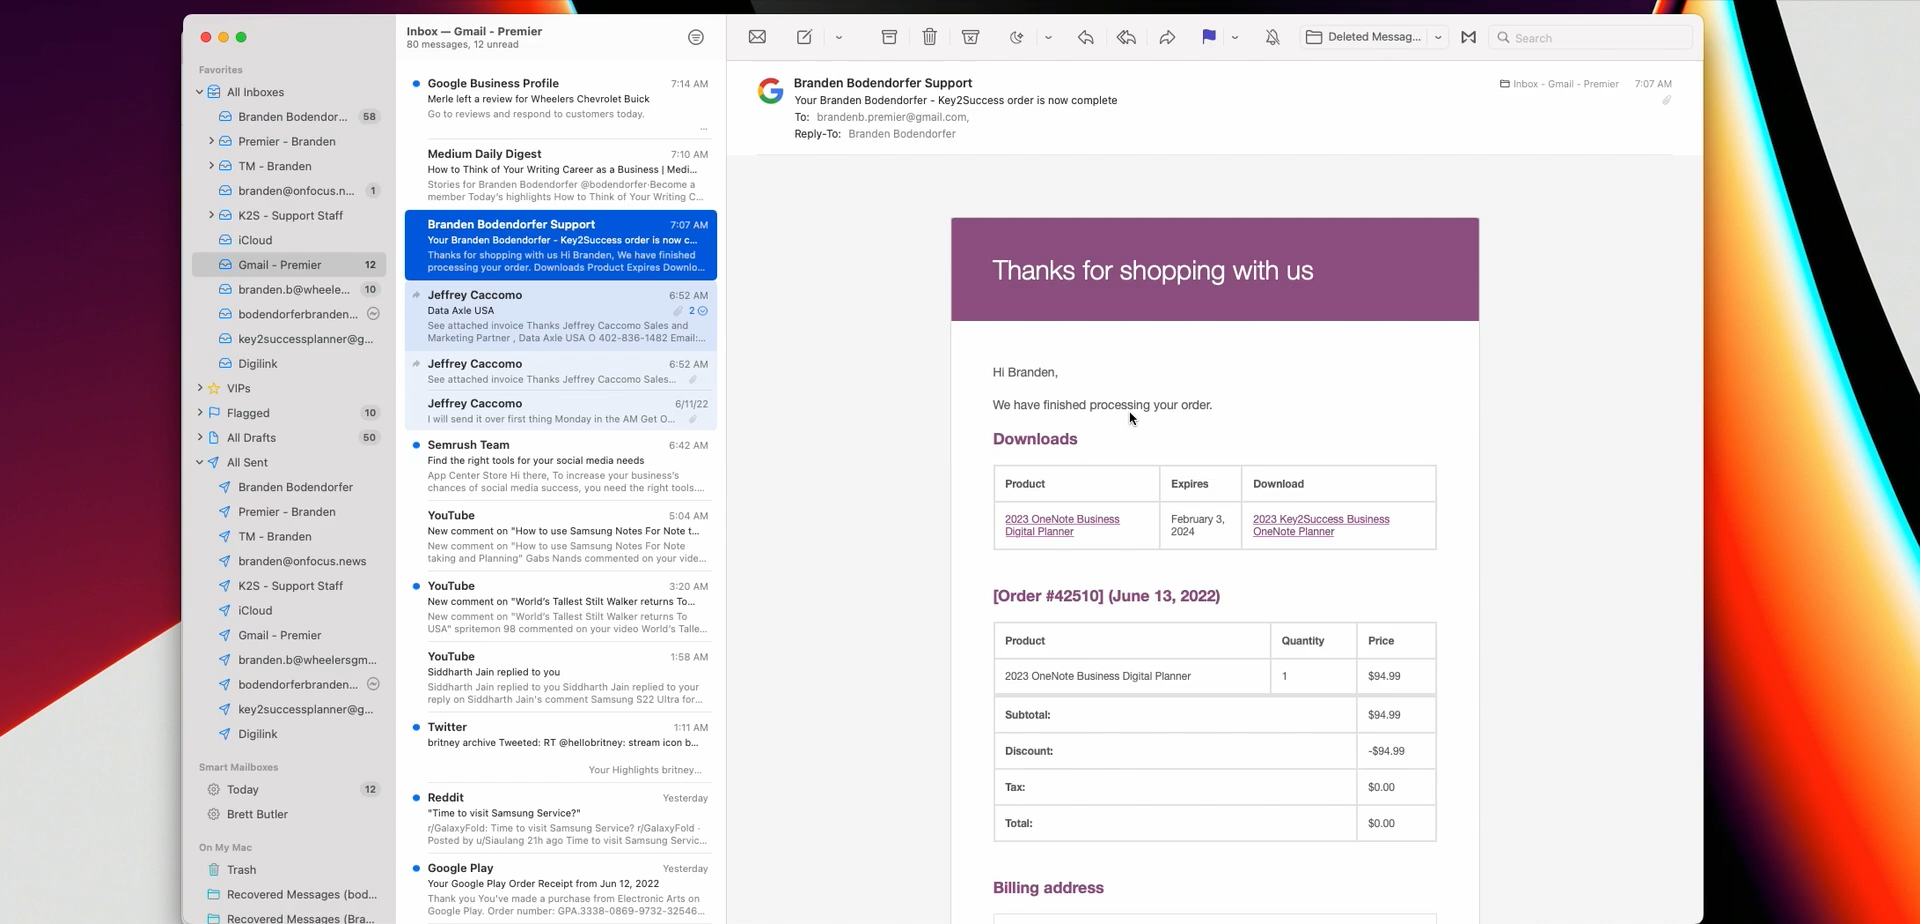 Favorites
All Inboxes
Branden Bodendor... 58
Premier - Branden
TM - Branden
branden@onfocus.n... 1
K2S - Support Staff
iCloud
Gmail - Premier 12
branden.b@wheele... 10
bodendorferbranden...
key2successplanner@g...
Digilink
VIPs
Flagged 10
All Drafts 50
All Sent
Branden Bodendorfer
Premier - Branden
TM - Branden
branden@onfocus.news
K2S - Support Staff
iCloud
Gmail - Premier
branden.b@wheelersgm...
bodendorferbranden...
key2successplanner@g...
Digilink
Smart Mailboxes
Today 12
Brett Butler
On My Mac
Trash
Recovered Messages (bod...
Recovered Messages (Bra...
Inbox — Gmail - Premier
80 messages, 12 unread
Google Business Profile 7:14 AM
Merle left a review for Wheelers Chevrolet Buick
Go to reviews and respond to customers today.
...
Medium Daily Digest 7:10 AM
How to Think of Your Writing Career as a Business | Medi...
Stories for Branden Bodendorfer @bodendorfer·Become a
member Today's highlights How to Think of Your Writing C...
Branden Bodendorfer Support 7:07 AM
Your Branden Bodendorfer - Key2Success order is now c...
Thanks for shopping with us Hi Branden, We have finished
processing your order. Downloads Product Expires Downlo...
Jeffrey Caccomo 6:52 AM
Data Axle USA 2
See attached invoice Thanks Jeffrey Caccomo Sales and
Marketing Partner , Data Axle USA O 402-836-1482 Email:...
Jeffrey Caccomo 6:52 AM
See attached invoice Thanks Jeffrey Caccomo Sales...
Jeffrey Caccomo 6/11/22
I will send it over first thing Monday in the AM Get O...
Semrush Team 6:42 AM
Find the right tools for your social media needs
App Center Store Hi there, To increase your business's
chances of social media success, you need the right tools....
YouTube 5:04 AM
New comment on "How to use Samsung Notes For Note t...
New comment on "How to use Samsung Notes For Note
taking and Planning" Gabs Nands commented on your vide...
YouTube 3:20 AM
New comment on "World's Tallest Stilt Walker returns To...
New comment on "World's Tallest Stilt Walker returns To
USA" spritemon 98 commented on your video World's Talle...
YouTube 1:58 AM
Siddharth Jain replied to you
Siddharth Jain replied to you Siddharth Jain replied to your
reply on Siddharth Jain's comment Samsung S22 Ultra for...
Twitter 1:11 AM
britney archive Tweeted: RT @hellobritney: stream icon b...
Your Highlights britney...
Reddit Yesterday
"Time to visit Samsung Service?"
r/GalaxyFold: Time to visit Samsung Service? r/GalaxyFold ·
Posted by u/Siaulang 21h ago Time to visit Samsung Servic...
Google Play Yesterday
Your Google Play Order Receipt from Jun 12, 2022
Thank you You've made a purchase from Electronic Arts on
Google Play. Order number: GPA.3338-0869-9732-32546...
Deleted Messag...
Search
Branden Bodendorfer Support
Inbox - Gmail - Premier 7:07 AM
Your Branden Bodendorfer - Key2Success order is now complete
To: brandenb.premier@gmail.com,
Reply-To: Branden Bodendorfer
Thanks for shopping with us
Hi Branden,
We have finished processing your order.
Downloads
Product Expires Download
2023 OneNote Business February 3, 2023 Key2Success Business
Digital Planner 2024 OneNote Planner
[Order #42510] (June 13, 2022)
Product Quantity Price
2023 OneNote Business Digital Planner 1 $94.99
Subtotal: $94.99
Discount: -$94.99
Tax: $0.00
Total: $0.00
Billing address